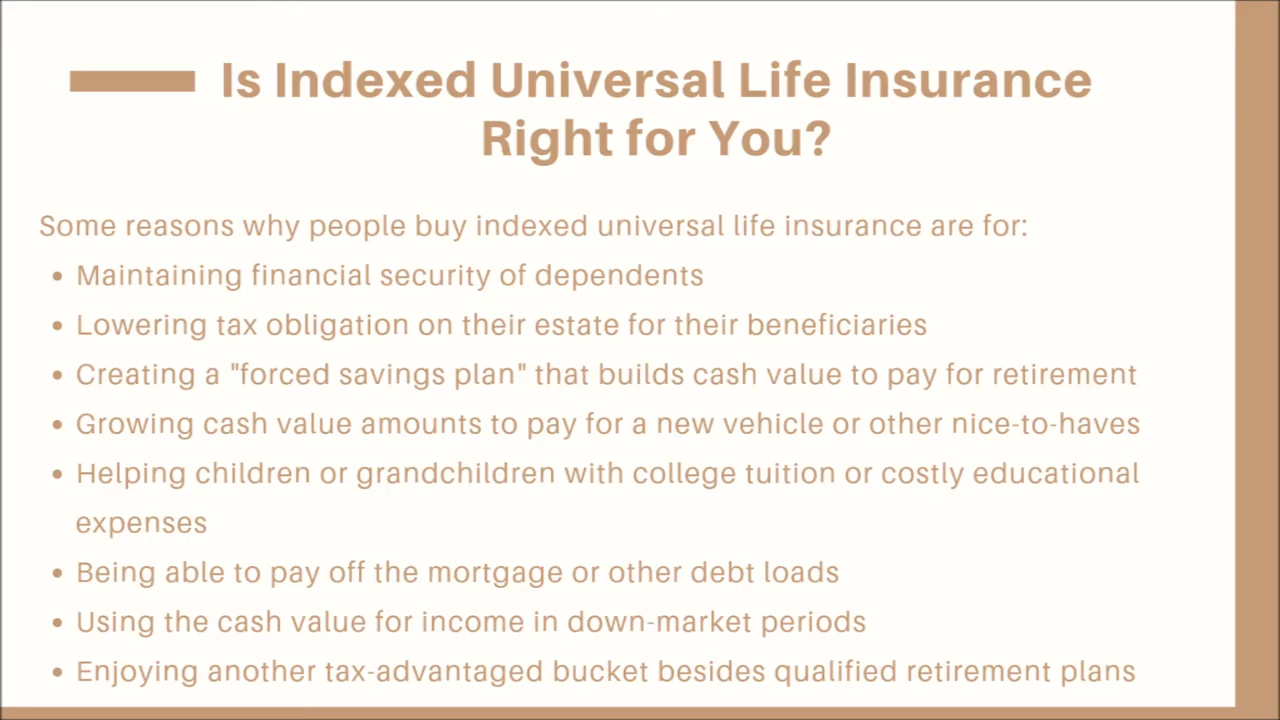 Is Indexed Universal Life Insurance
Right for You?
Some reasons why people buy indexed universal life insurance are for:
• Maintaining financial security of dependents
• Lowering tax obligation on their estate for their beneficiaries
• Creating a "forced savings plan" that builds cash value to pay for retirement
• Growing cash value amounts to pay for a new vehicle or other nice-to-haves
• Helping children or grandchildren with college tuition or costly educational
expenses
• Being able to pay off the mortgage or other debt loads
• Using the cash value for income in down-market periods
• Enjoying another tax-advantaged bucket besides qualified retirement plans